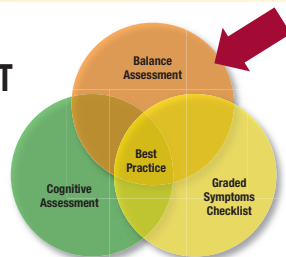 T
Balance
Assessment
Best
Practice
Cognitive
Assessment
Graded
Symptoms
Checklist